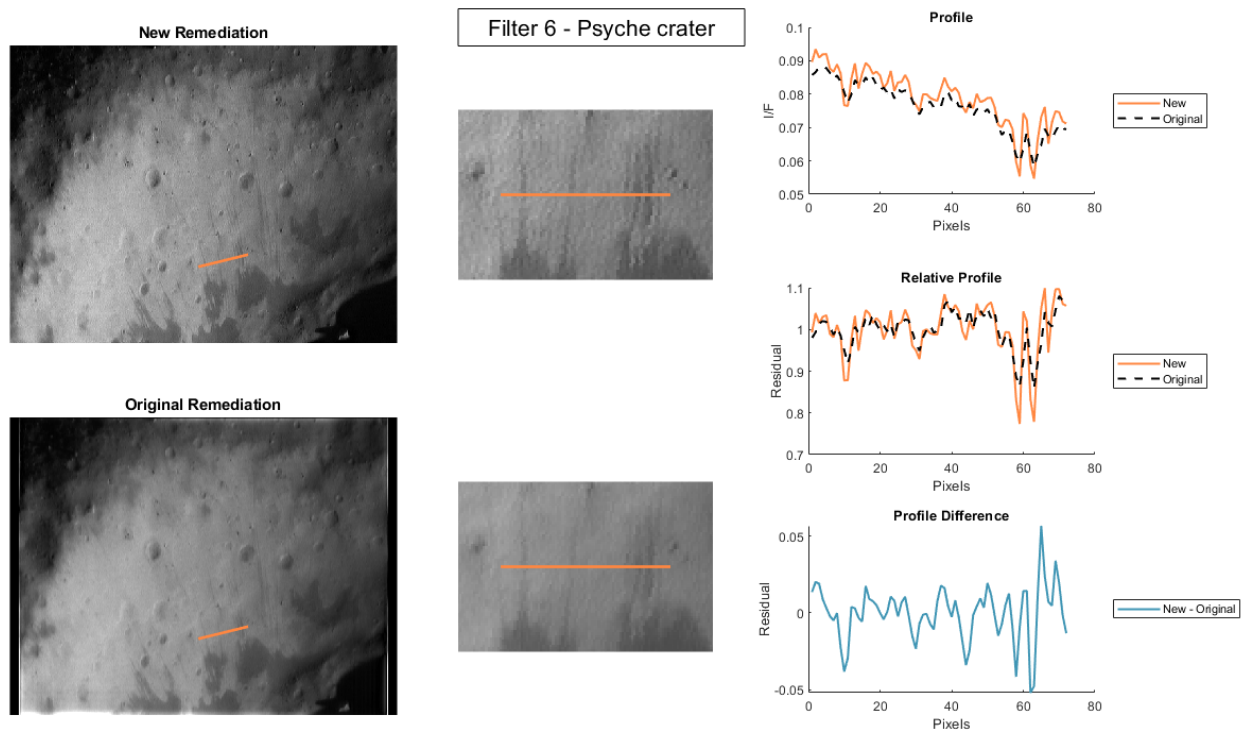 Filter 6 - Psyche crater
New Remediation
Original Remediation
Profile
I/F
0.1
0.09
0.08
0.07
0.06
0.05
0 20 40 60 80
Pixels
New
Original
Relative Profile
Residual
1.1
1
0.9
0.8
0.7
0 20 40 60 80
Pixels
New
Original
Profile Difference
Residual
0.05
0
-0.05
0 20 40 60 80
Pixels
New - Original